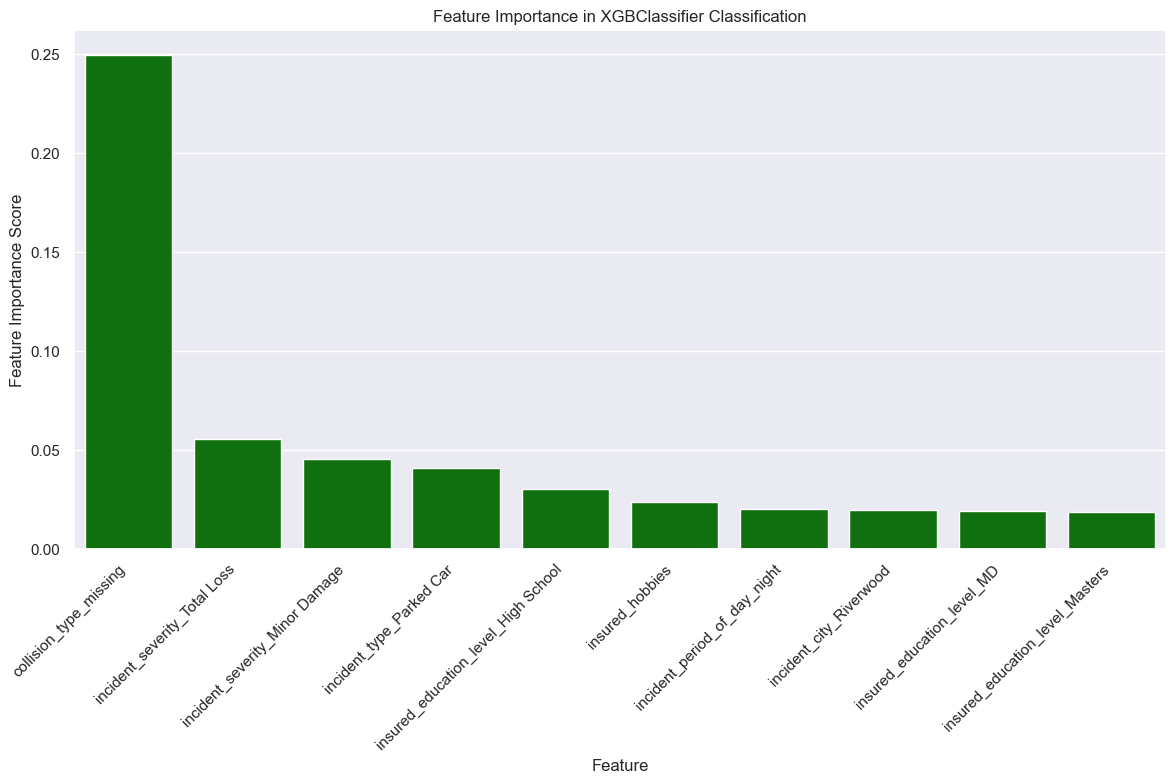 Feature Importance in XGBClassifier Classification
Feature Importance Score
0.25
0.20
0.15
0.10
0.05
0.00
collision_type_missing
incident_severity_Total Loss
incident_severity_Minor Damage
incident_type_Parked Car
insured_education_level_High School
insured_hobbies
incident_period_of_day_night
incident_city_Riverwood
insured_education_level_MD
insured_education_level_Masters
Feature